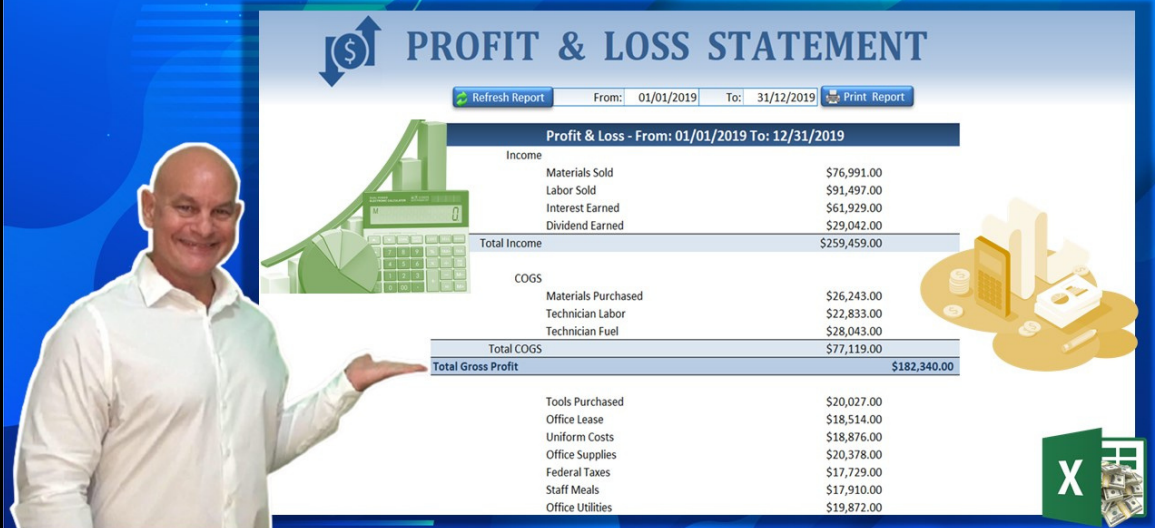 PROFIT & LOSS STATEMENT
Refresh Report From: 01/01/2019 To: 31/12/2019 Print Report
Profit & Loss - From: 01/01/2019 To: 12/31/2019
Income
Materials Sold $76,991.00
Labor Sold $91,497.00
Interest Earned $61,929.00
Dividend Earned $29,042.00
Total Income $259,459.00
COGS
Materials Purchased $26,243.00
Technician Labor $22,833.00
Technician Fuel $28,043.00
Total COGS $77,119.00
Total Gross Profit $182,340.00
Tools Purchased $20,027.00
Office Lease $18,514.00
Uniform Costs $18,876.00
Office Supplies $20,378.00
Federal Taxes $17,729.00
Staff Meals $17,910.00
Office Utilities $19,872.00
M 0
X